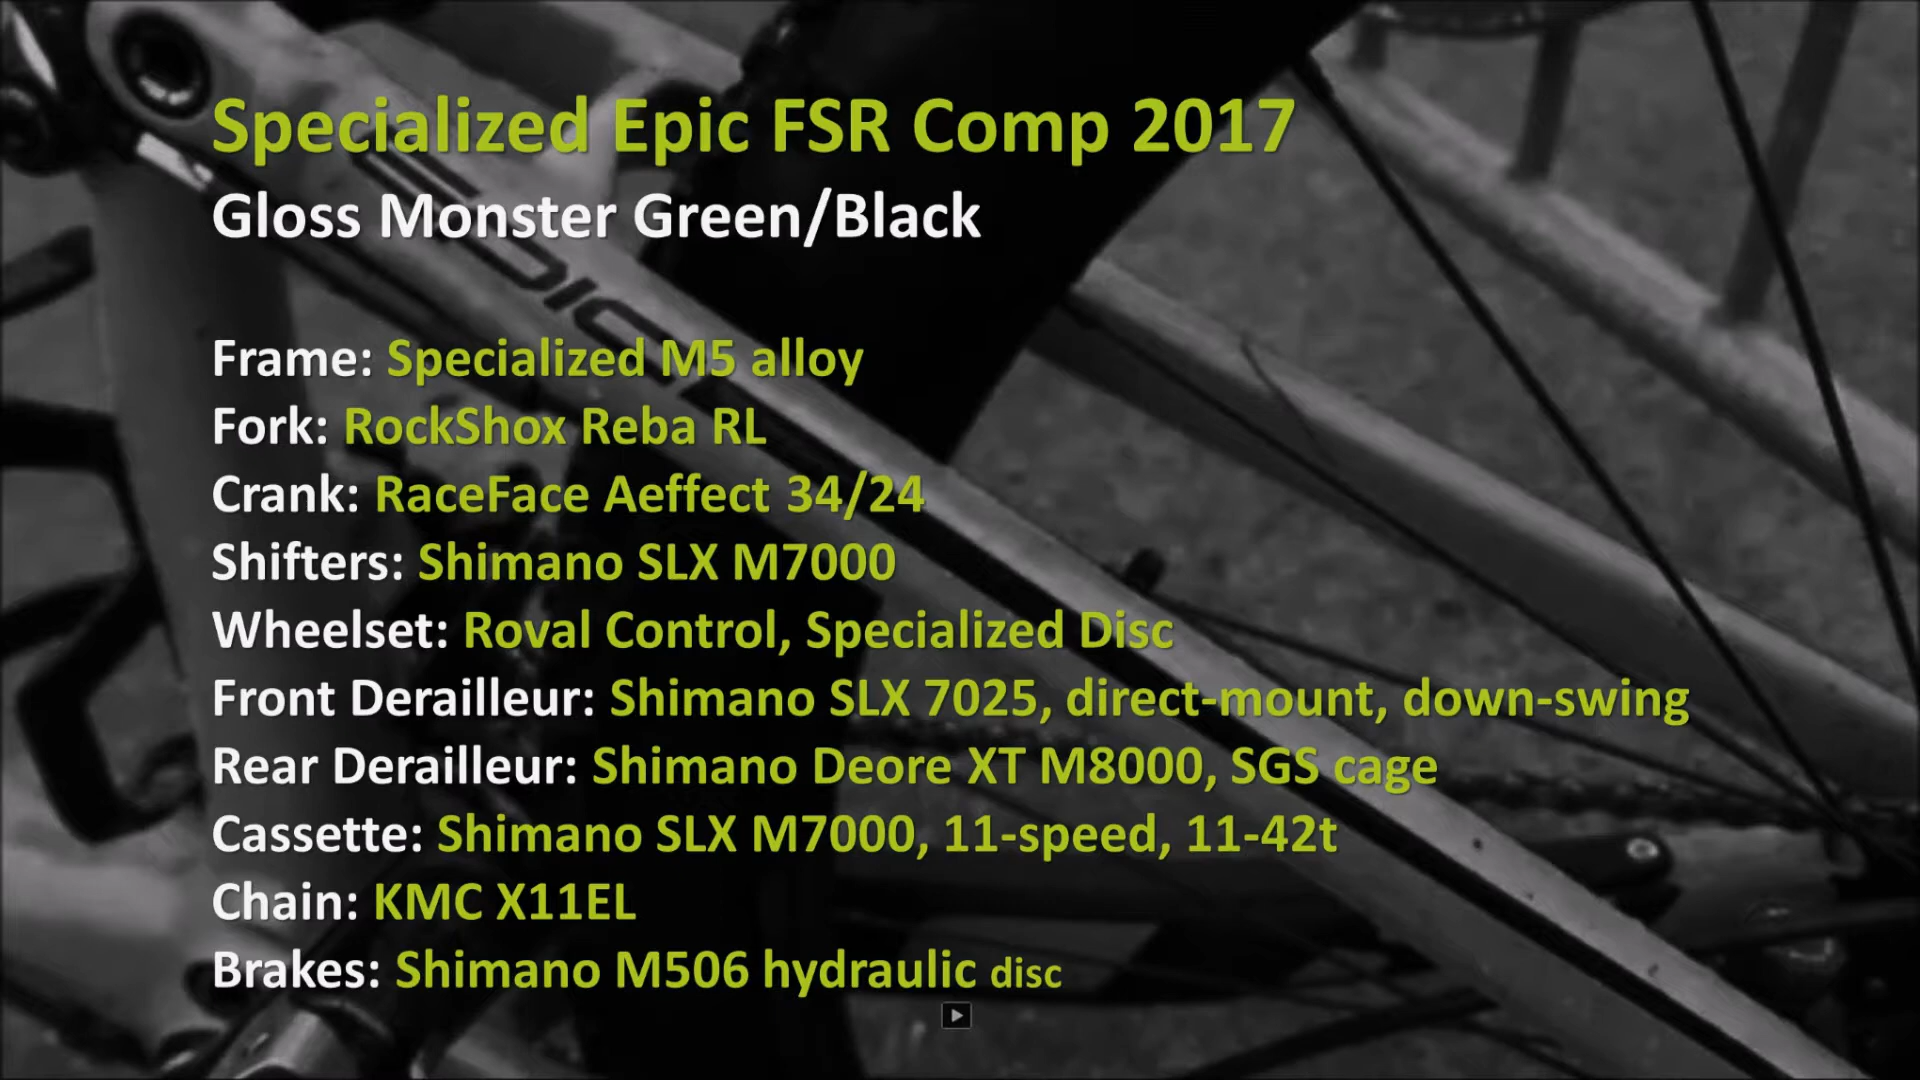 Specialized Epic FSR Comp 2017
Gloss Monster Green/Black
EPIC
Frame: Specialized M5 alloy
Fork: RockShox Reba RL
Crank: RaceFace Aeffect 34/24
Shifters: Shimano SLX M7000
Wheelset: Roval Control, Specialized Disc
Front Derailleur: Shimano SLX 7025, direct-mount, down-swing
Rear Derailleur: Shimano Deore XT M8000, SGS cage
Cassette: Shimano SLX M7000, 11-speed, 11-42t
Chain: KMC X11EL
Brakes: Shimano M506 hydraulic disc